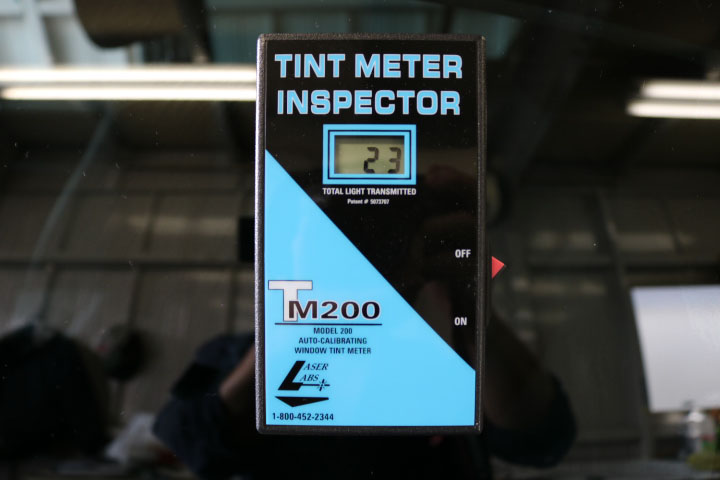 TINT METER
INSPECTOR
23
TOTAL LIGHT TRANSMITTED
Patent # 5073707
OFF
TM200
ON
MODEL 200
AUTO-CALIBRATING
WINDOW TINT METER
LASER
LABS
1-800-452-2344